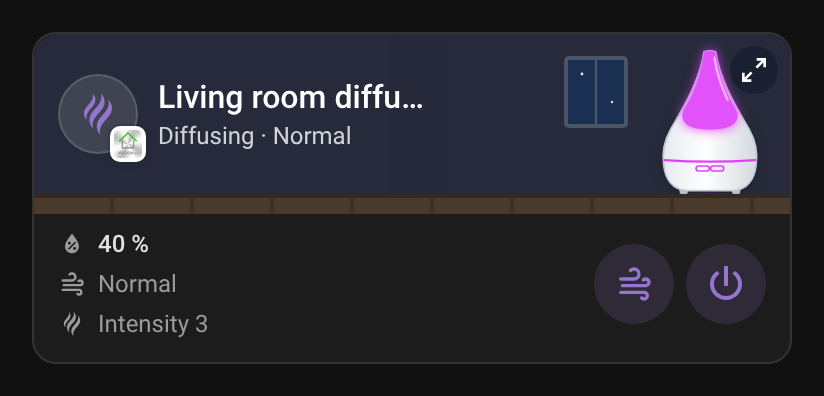 Living room diffu...
Diffusing · Normal
40 %
Normal
Intensity 3